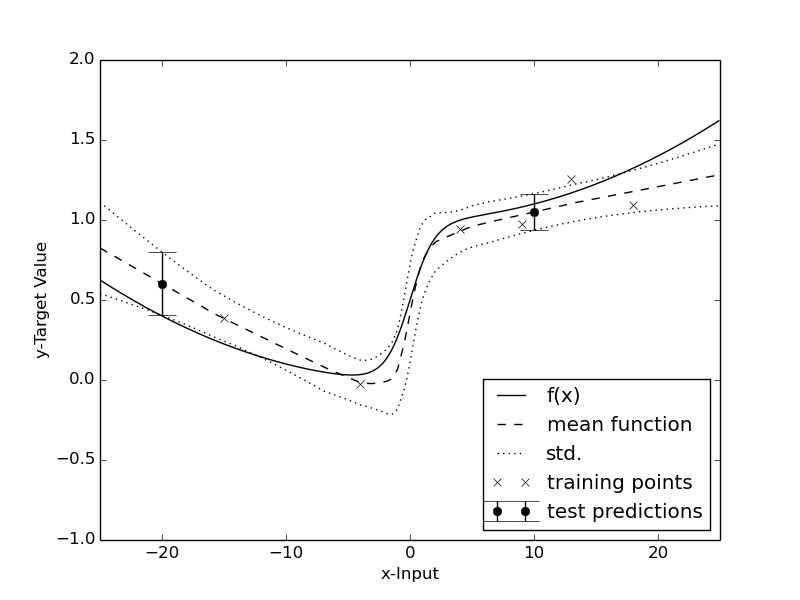 2.0
1.5
1.0
0.5
0.0
−0.5
−1.0
y-Target Value
f(x)
mean function
std.
training points
test predictions
−20 −10 0 10 20
x-Input